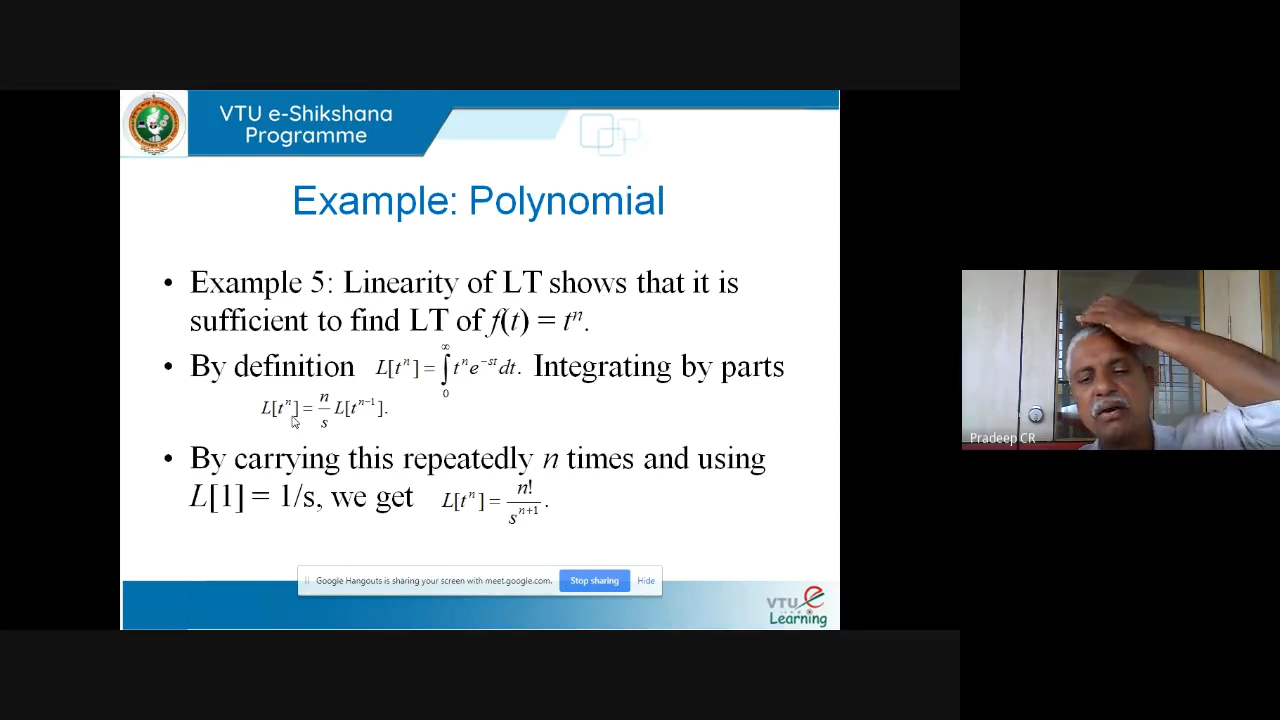 VTU e-Shikshana
Programme
Example: Polynomial
• Example 5: Linearity of LT shows that it is
sufficient to find LT of f(t) = tⁿ.
• By definition L[tⁿ] = ∫₀^∞ tⁿ e^(−st) dt. Integrating by parts
L[tⁿ] = n/s L[tⁿ⁻¹].
• By carrying this repeatedly n times and using
L[1] = 1/s, we get L[tⁿ] = n!/sⁿ⁺¹.
Google Hangouts is sharing your screen with meet.google.com. Stop sharing Hide
VTU e
Learning
Pradeep CR